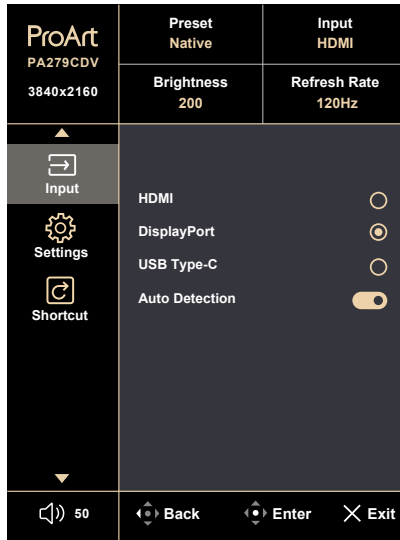 ProArt
PA279CDV
3840x2160
Preset
Native
Input
HDMI
Brightness
200
Refresh Rate
120Hz
Input
Settings
Shortcut
HDMI
DisplayPort
USB Type-C
Auto Detection
50
Back
Enter
Exit